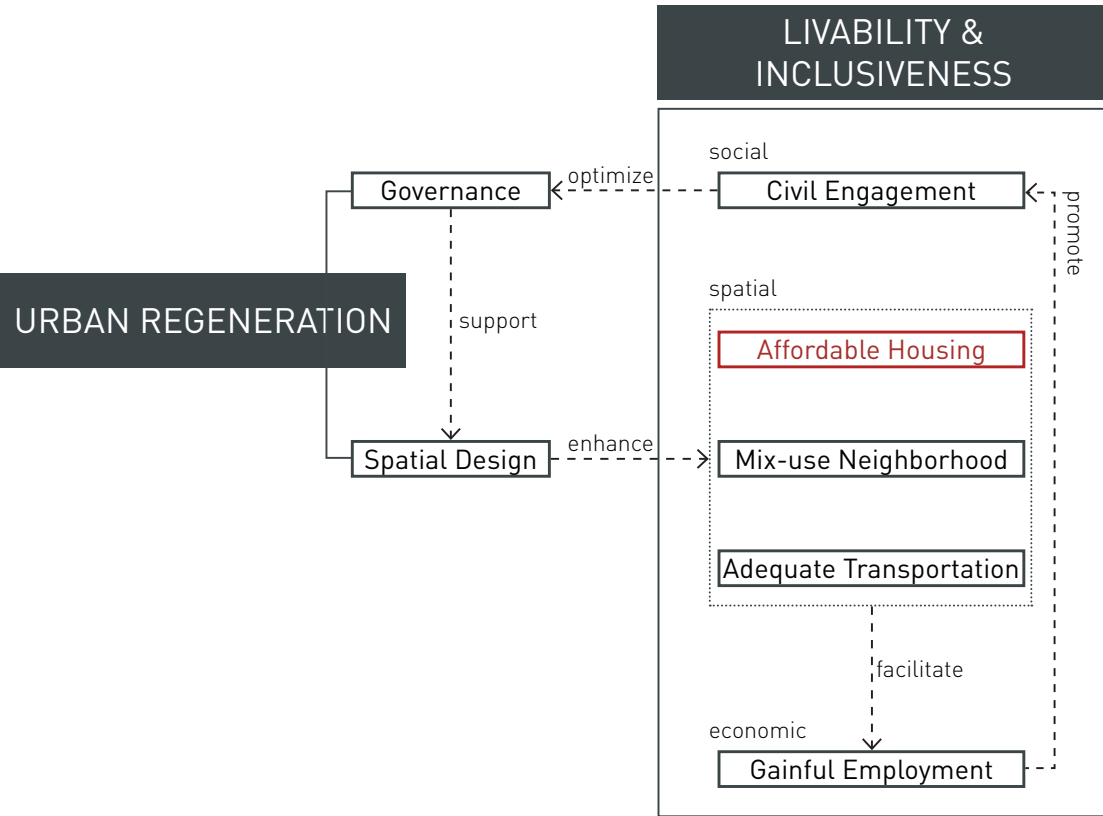 LIVABILITY &
INCLUSIVENESS
social
Governance
optimize
Civil Engagement
promote
URBAN REGENERATION
support
spatial
Affordable Housing
Spatial Design
enhance
Mix-use Neighborhood
Adequate Transportation
facilitate
economic
Gainful Employment